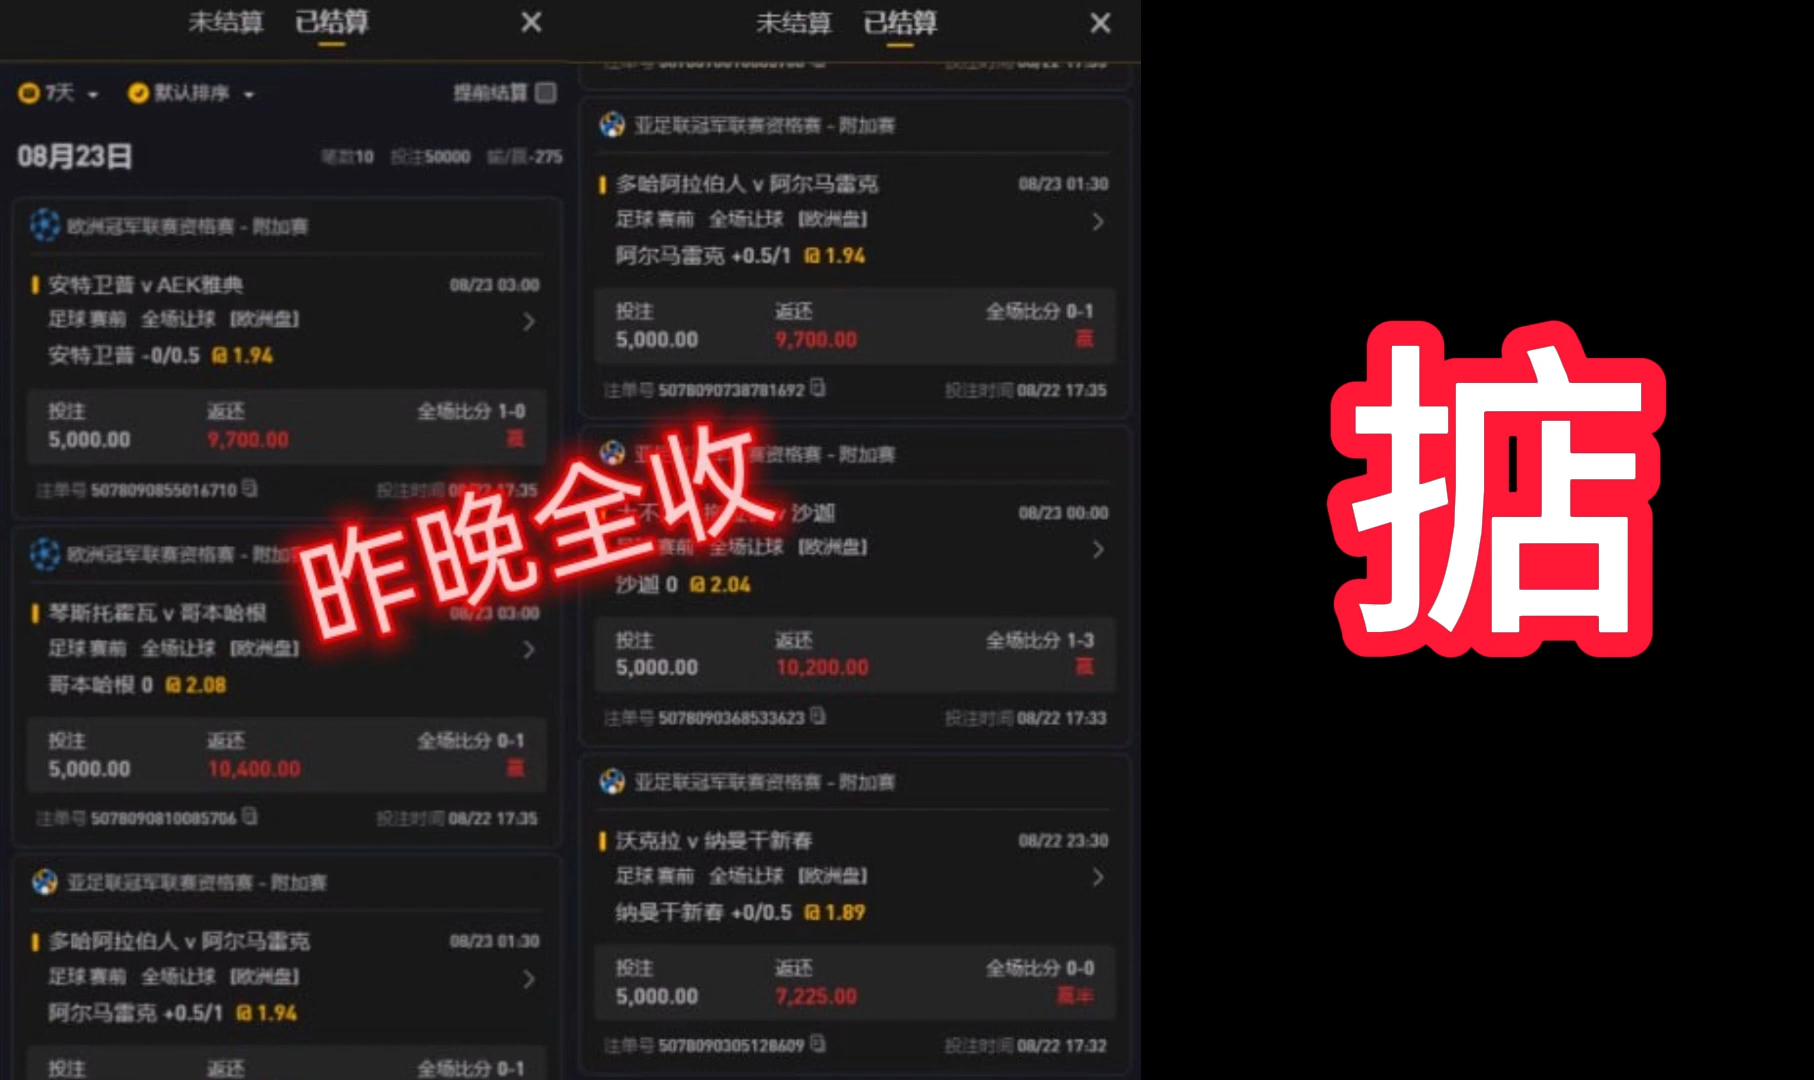 未结算 已结算
7天 默认排序 提前结算
08月23日 笔数10 投注50000 输/赢-275
欧洲冠军联赛资格赛 - 附加赛
安特卫普 v AEK雅典 08/23 03:00
足球 赛前 全场让球 [欧洲盘]
安特卫普 -0/0.5 @1.94
投注 返还 全场比分 1-0
5,000.00 9,700.00 赢
注单号 5078090855016710 投注时间 08/22 17:35
欧洲冠军联赛资格赛 - 附加
琴斯托霍瓦 v 哥本哈根 08/23 03:00
足球 赛前 全场让球 [欧洲盘]
哥本哈根 0 @2.08
投注 返还 全场比分 0-1
5,000.00 10,400.00 赢
注单号 5078090810085706 投注时间 08/22 17:35
亚足联冠军联赛资格赛 - 附加赛
多哈阿拉伯人 v 阿尔马雷克 08/23 01:30
足球 赛前 全场让球 [欧洲盘]
阿尔马雷克 +0.5/1 @1.94
投注 返还 全场比分 0-1
未结算 已结算
亚足联冠军联赛资格赛 - 附加赛
多哈阿拉伯人 v 阿尔马雷克 08/23 01:30
足球 赛前 全场让球 [欧洲盘]
阿尔马雷克 +0.5/1 @1.94
投注 返还 全场比分 0-1
5,000.00 9,700.00 赢
注单号 5078090738781692 投注时间 08/22 17:35
赛资格赛 - 附加赛
v 沙迦 08/23 00:00
赛前 全场让球 [欧洲盘]
沙迦 0 @2.04
投注 返还 全场比分 1-3
5,000.00 10,200.00 赢
注单号 5078090368533623 投注时间 08/22 17:33
亚足联冠军联赛资格赛 - 附加赛
沃克拉 v 纳曼干新春 08/22 23:30
足球 赛前 全场让球 [欧洲盘]
纳曼干新春 +0/0.5 @1.89
投注 返还 全场比分 0-0
5,000.00 7,225.00 赢半
注单号 5078090305128609 投注时间 08/22 17:32
昨晚全收
掂